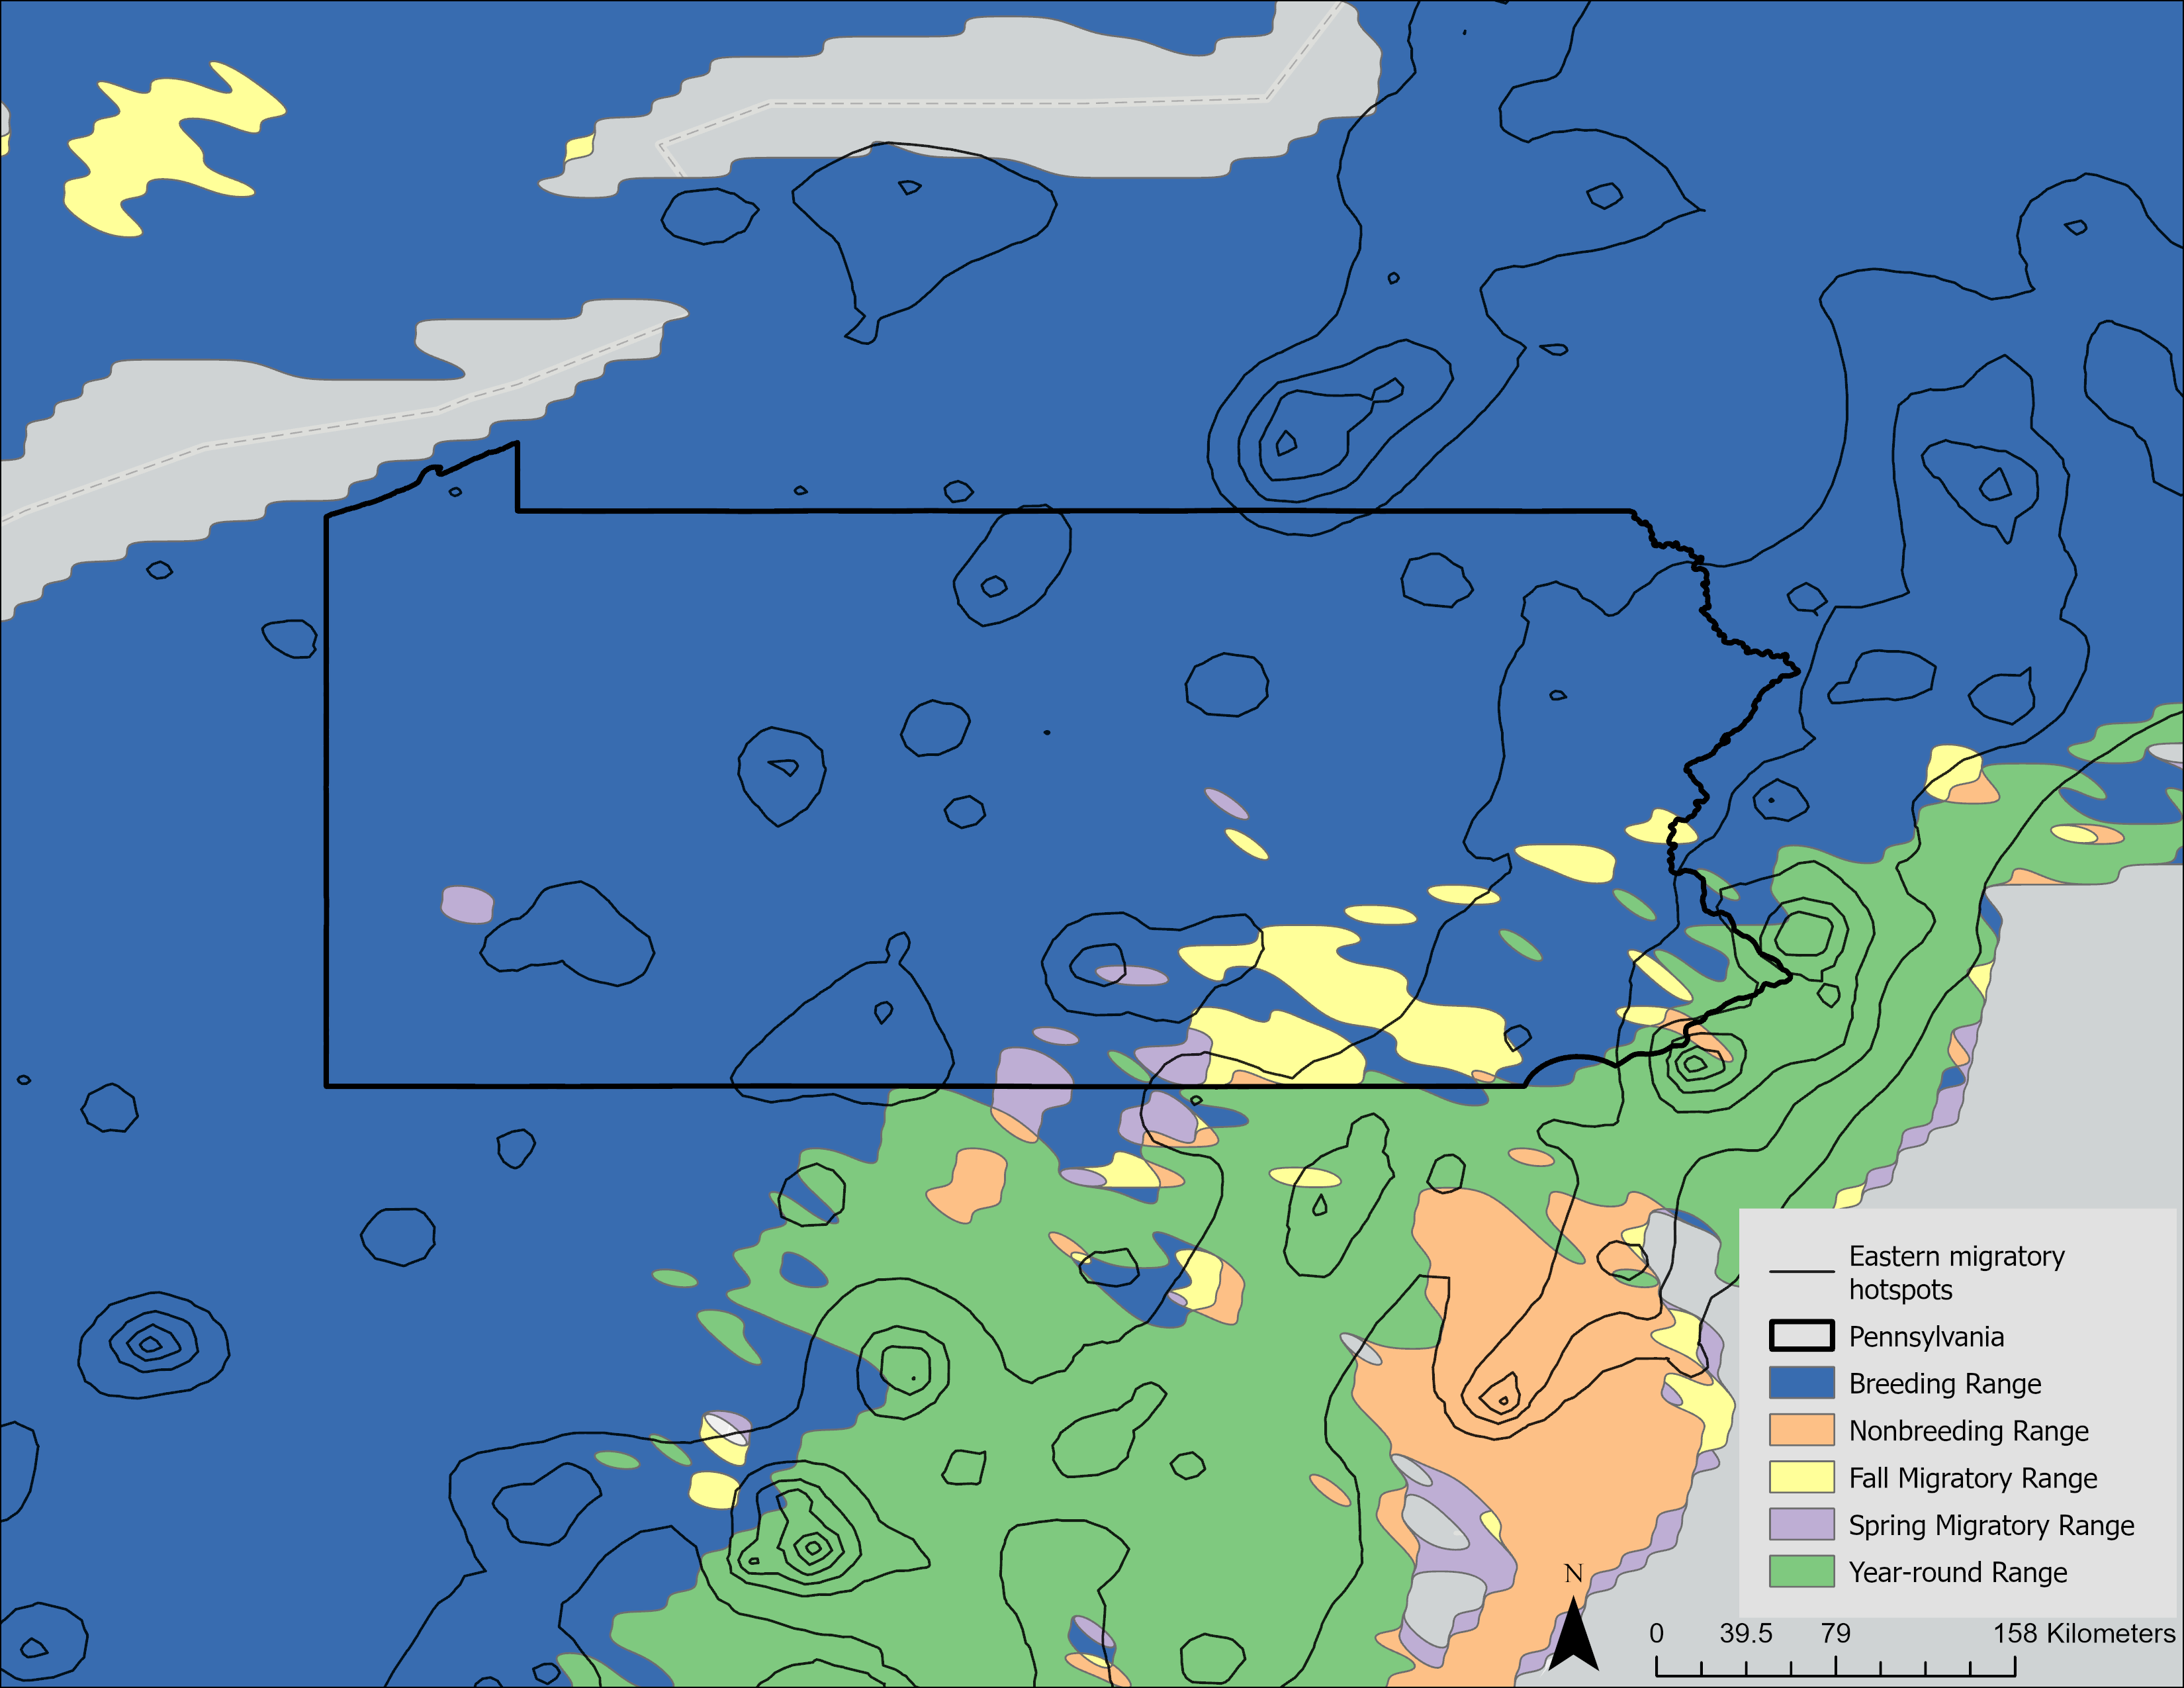 Eastern migratory
hotspots
Pennsylvania
Breeding Range
Nonbreeding Range
Fall Migratory Range
Spring Migratory Range
Year-round Range
N
0 39.5 79 158 Kilometers